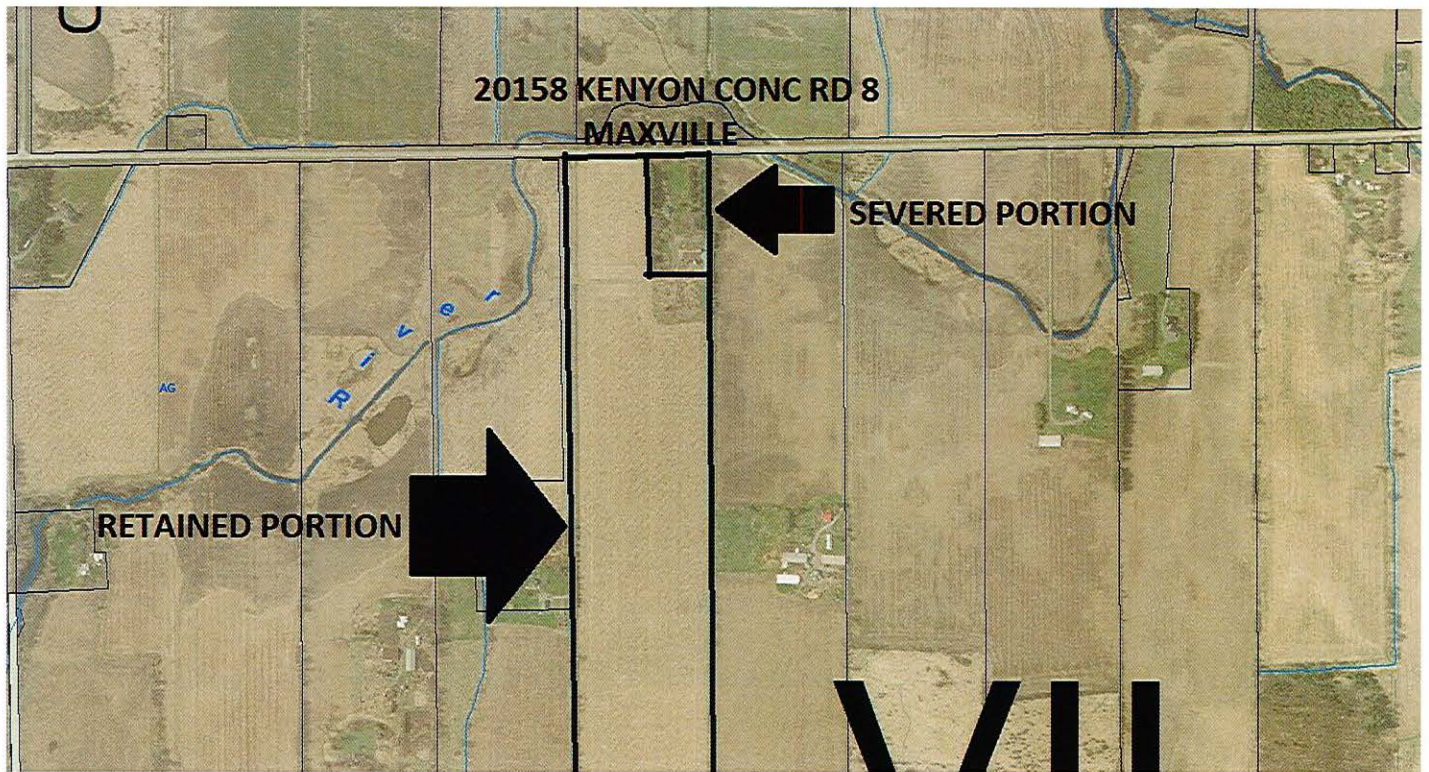 20158 KENYON CONC RD 8
MAXVILLE
SEVERED PORTION
River
AG
RETAINED PORTION
VII